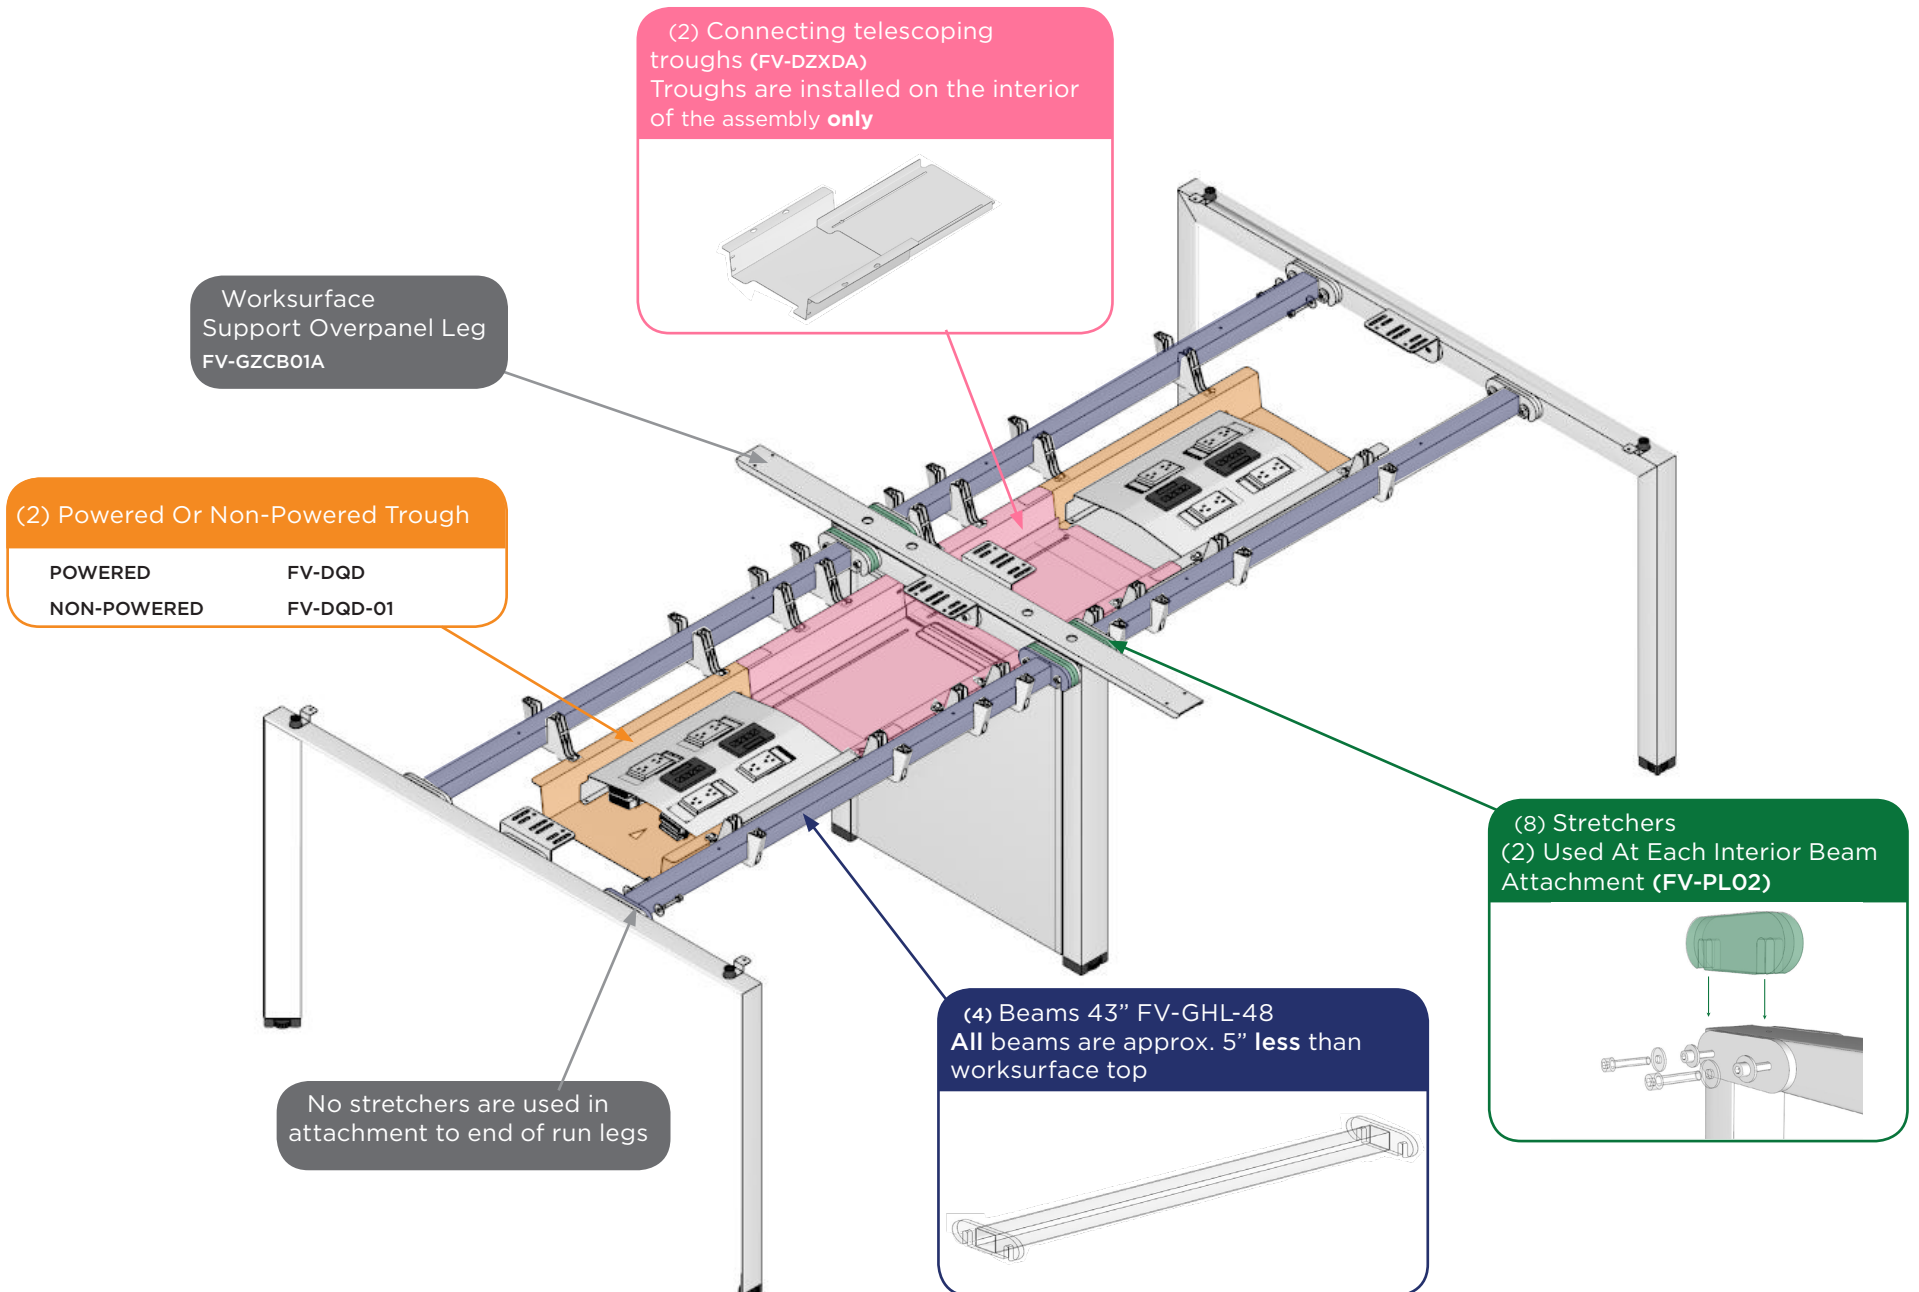 (2) Connecting telescoping
troughs (FV-DZXDA)
Troughs are installed on the interior
of the assembly only
Worksurface
Support Overpanel Leg
FV-GZCB01A
(2) Powered Or Non-Powered Trough
POWERED FV-DQD
NON-POWERED FV-DQD-01
(8) Stretchers
(2) Used At Each Interior Beam
Attachment (FV-PL02)
(4) Beams 43” FV-GHL-48
All beams are approx. 5” less than
worksurface top
No stretchers are used in
attachment to end of run legs